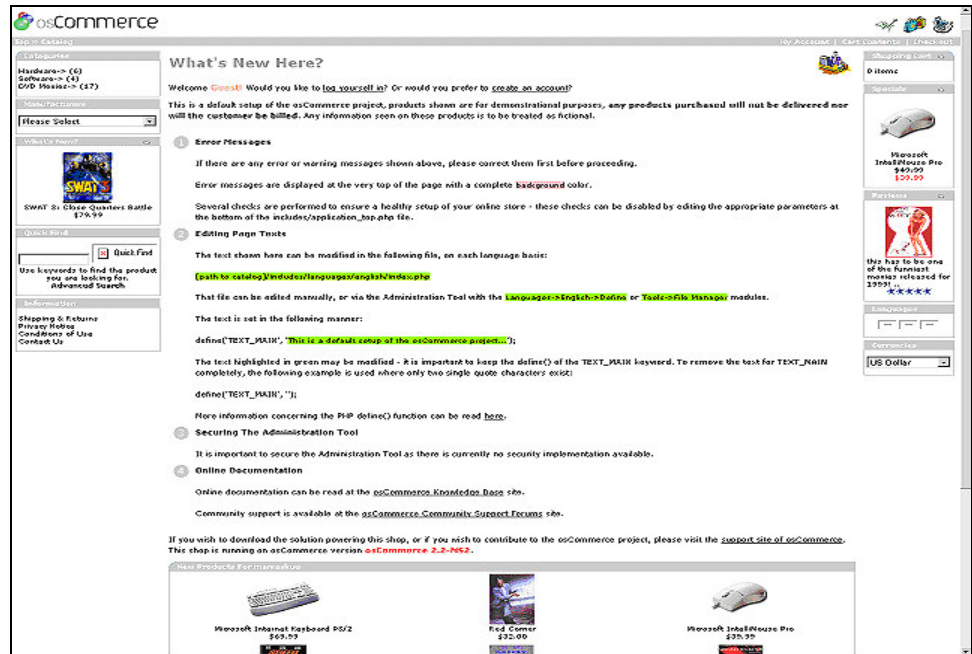 osCommerce
Top » Catalog
My Account | Cart Contents | Checkout
Categories
Hardware-> (6)
Software-> (4)
DVD Movies-> (17)
Manufacturers
Please Select
What's New?
SWAT 3: Close Quarters Battle
$79.99
Quick Find
Quick Find
Use keywords to find the product
you are looking for.
Advanced Search
Information
Shipping & Returns
Privacy Notice
Conditions of Use
Contact Us
What's New Here?
Welcome Guest! Would you like to log yourself in? Or would you prefer to create an account?
This is a default setup of the osCommerce project, products shown are for demonstrational purposes, any products purchased will not be delivered nor
will the customer be billed. Any information seen on these products is to be treated as fictional.
1 Error Messages
If there are any error or warning messages shown above, please correct them first before proceeding.
Error messages are displayed at the very top of the page with a complete background color.
Several checks are performed to ensure a healthy setup of your online store - these checks can be disabled by editing the appropriate parameters at
the bottom of the includes/application_top.php file.
2 Editing Page Texts
The text shown here can be modified in the following file, on each language basis:
[path to catalog]/includes/languages/english/index.php
That file can be edited manually, or via the Administration Tool with the Languages->English->Define or Tools->File Manager modules.
The text is set in the following manner:
define('TEXT_MAIN', 'This is a default setup of the osCommerce project...');
The text highlighted in green may be modified - it is important to keep the define() of the TEXT_MAIN keyword. To remove the text for TEXT_MAIN
completely, the following example is used where only two single quote characters exist:
define('TEXT_MAIN', '');
More information concerning the PHP define() function can be read here.
3 Securing The Administration Tool
It is important to secure the Administration Tool as there is currently no security implementation available.
4 Online Documentation
Online documentation can be read at the osCommerce Knowledge Base site.
Community support is available at the osCommerce Community Support Forums site.
If you wish to download the solution powering this shop, or if you wish to contribute to the osCommerce project, please visit the support site of osCommerce.
This shop is running on osCommerce version osCommerce 2.2-MS2.
New Products For
Microsoft Internet Keyboard PS/2
$69.99
Red Corner
$32.00
Microsoft IntelliMouse Pro
$39.99
Shopping Cart
0 items
Specials
Microsoft
IntelliMouse Pro
$49.99
$39.99
Reviews
this has to be one
of the funniest
movies released for
1999! ..
Languages
Currencies
US Dollar